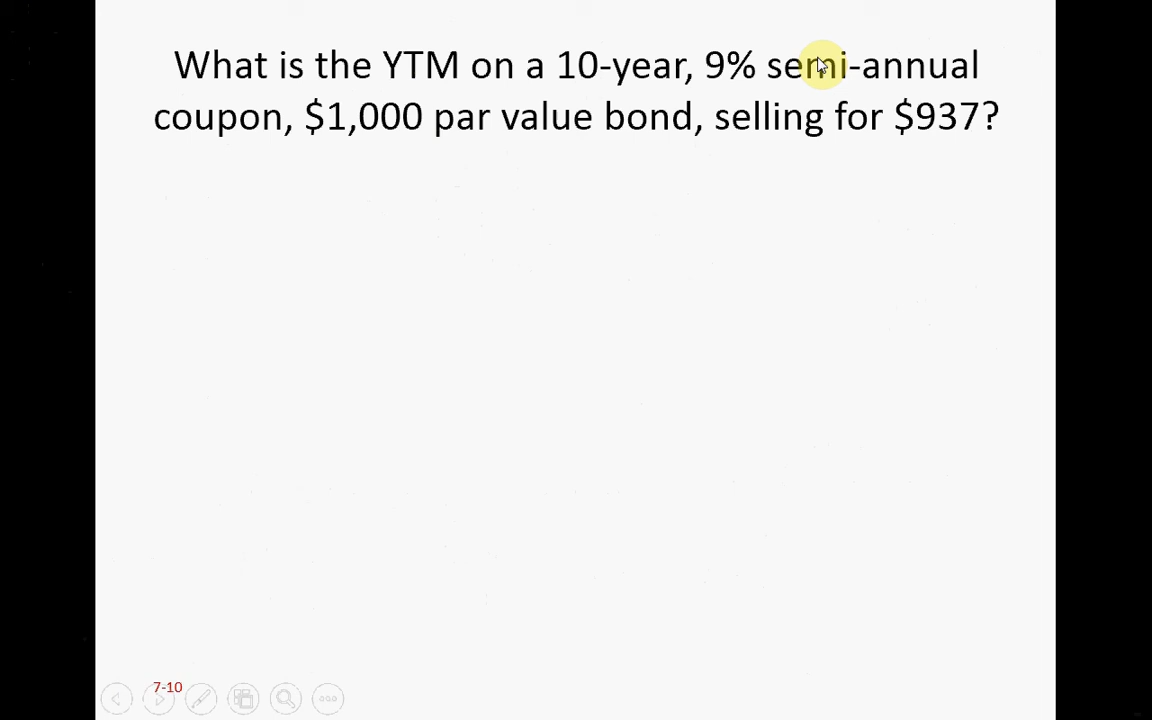 What is the YTM on a 10-year, 9% semi-annual
coupon, $1,000 par value bond, selling for $937?
7-10